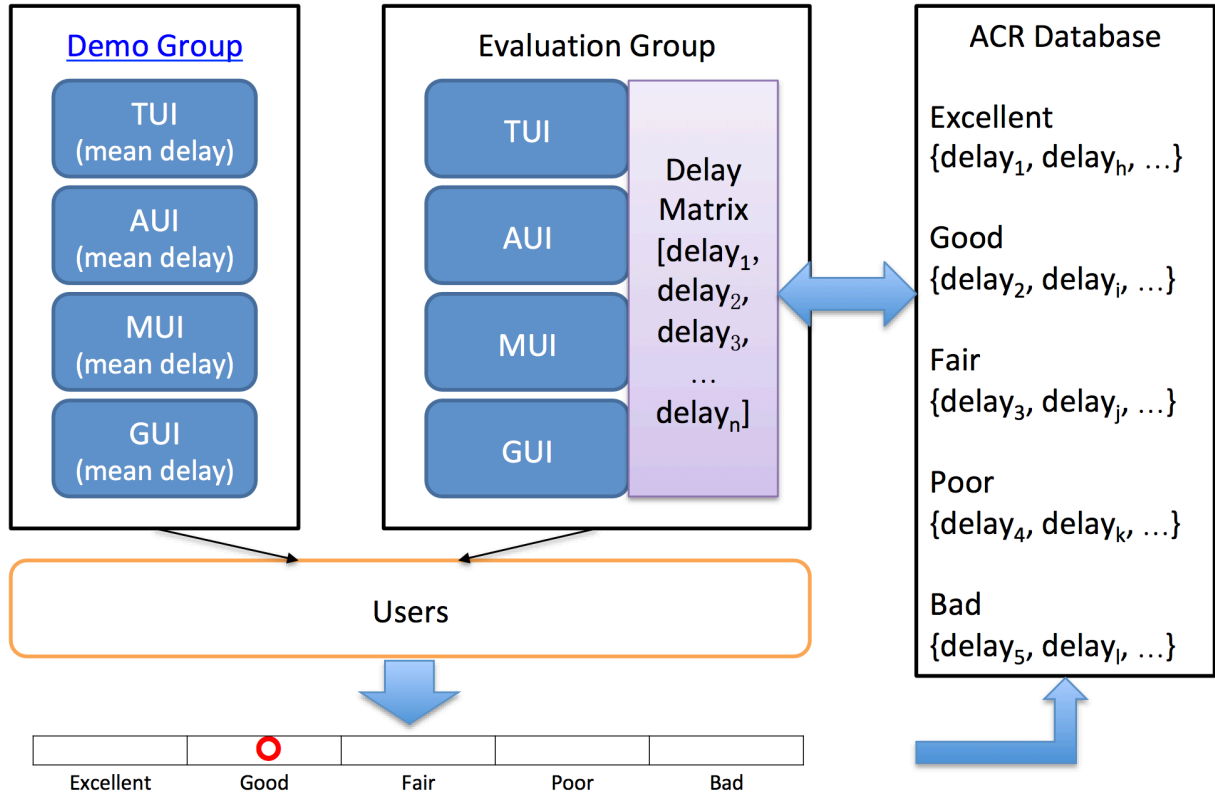 Demo Group
TUI
(mean delay)
AUI
(mean delay)
MUI
(mean delay)
GUI
(mean delay)
Evaluation Group
TUI
AUI
MUI
GUI
Delay
Matrix
[delay₁,
delay₂,
delay₃,
...
delayₙ]
ACR Database
Excellent
{delay₁, delayₕ, ...}
Good
{delay₂, delayᵢ, ...}
Fair
{delay₃, delayⱼ, ...}
Poor
{delay₄, delayₖ, ...}
Bad
{delay₅, delayₗ, ...}
Users
Excellent Good Fair Poor Bad